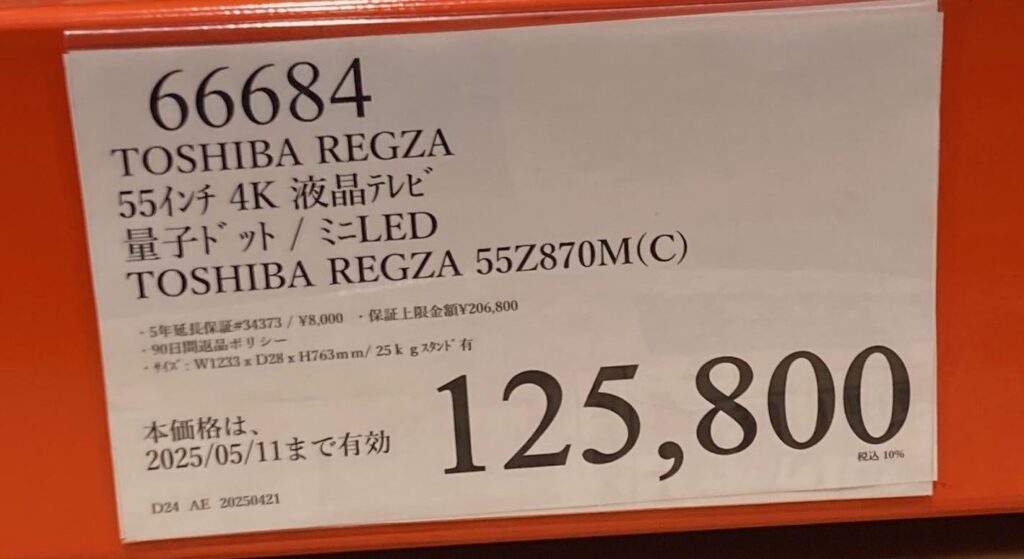 66684
TOSHIBA REGZA
55ｲﾝﾁ 4K 液晶ﾃﾚﾋﾞ
量子ﾄﾞｯﾄ / ﾐﾆLED
TOSHIBA REGZA 55Z870M(C)
・5年延長保証#34373 / ¥8,000 ・保証上限金額¥206,800
・90日間返品ポリシー
・ｻｲｽﾞ : W1233 x D28 x H763mm/ 25ｋｇｽﾀﾝﾄﾞ有
125,800
税込 10%
本価格は、
2025/05/11まで有効
D24 AE 20250421